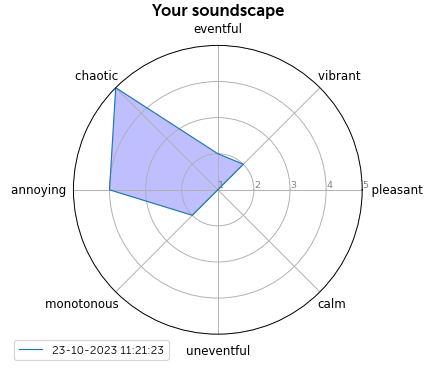 Your soundscape
eventful
chaotic
vibrant
annoying
1
2
3
4
5
pleasant
monotonous
calm
uneventful
23-10-2023 11:21:23